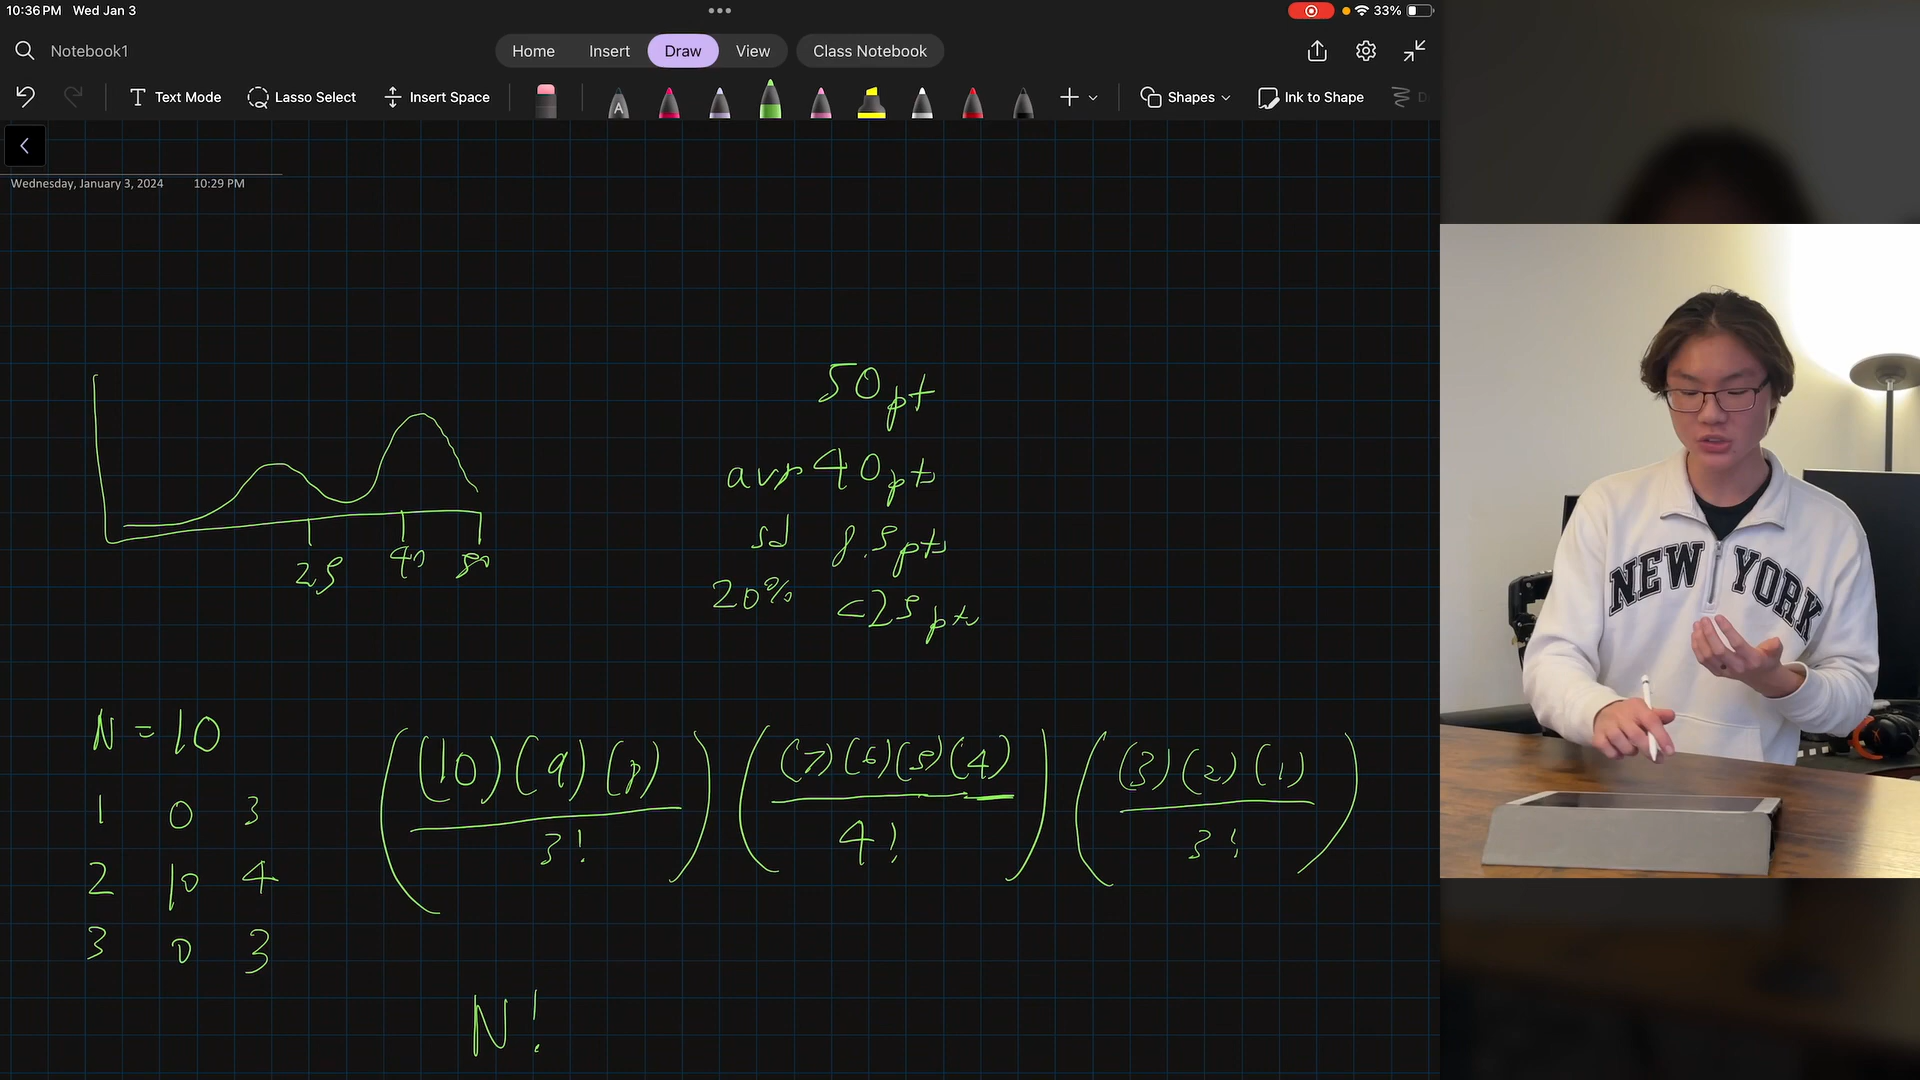 10:36 PM Wed Jan 3
33%
Notebook1
Home Insert Draw View Class Notebook
Text Mode Lasso Select Insert Space A Shapes Ink to Shape
Wednesday, January 3, 2024 10:29 PM
50pt
avg 40pts
sd 8.5pts
20% <25pts
25 40 50
N = 10
1 0 3
2 10 4
3 0 3
((10)(9)(8) / 3!) ((7)(6)(5)(4) / 4!) ((3)(2)(1) / 3!)
N!
NEW YORK